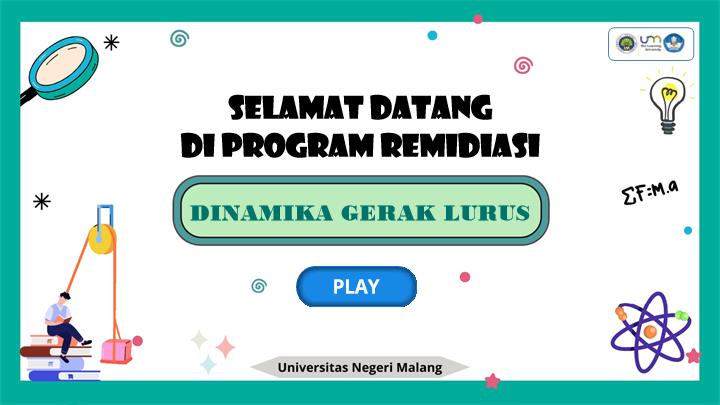 SELAMAT DATANG
DI PROGRAM REMIDIASI
ΣF=M.a
DINAMIKA GERAK LURUS
PLAY
Universitas Negeri Malang